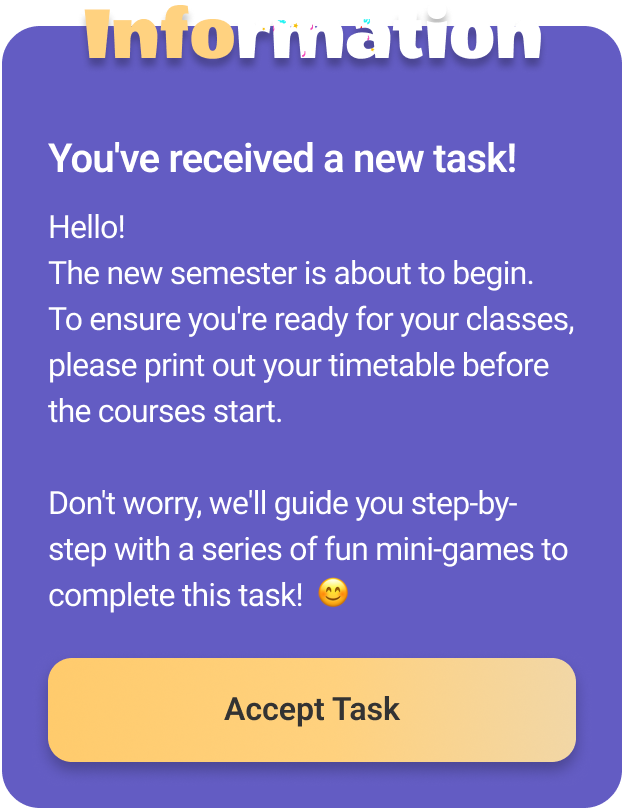 Information
You've received a new task!
Hello!
The new semester is about to begin.
To ensure you're ready for your classes,
please print out your timetable before
the courses start.
Don't worry, we'll guide you step-by-
step with a series of fun mini-games to
complete this task! 😊
Accept Task